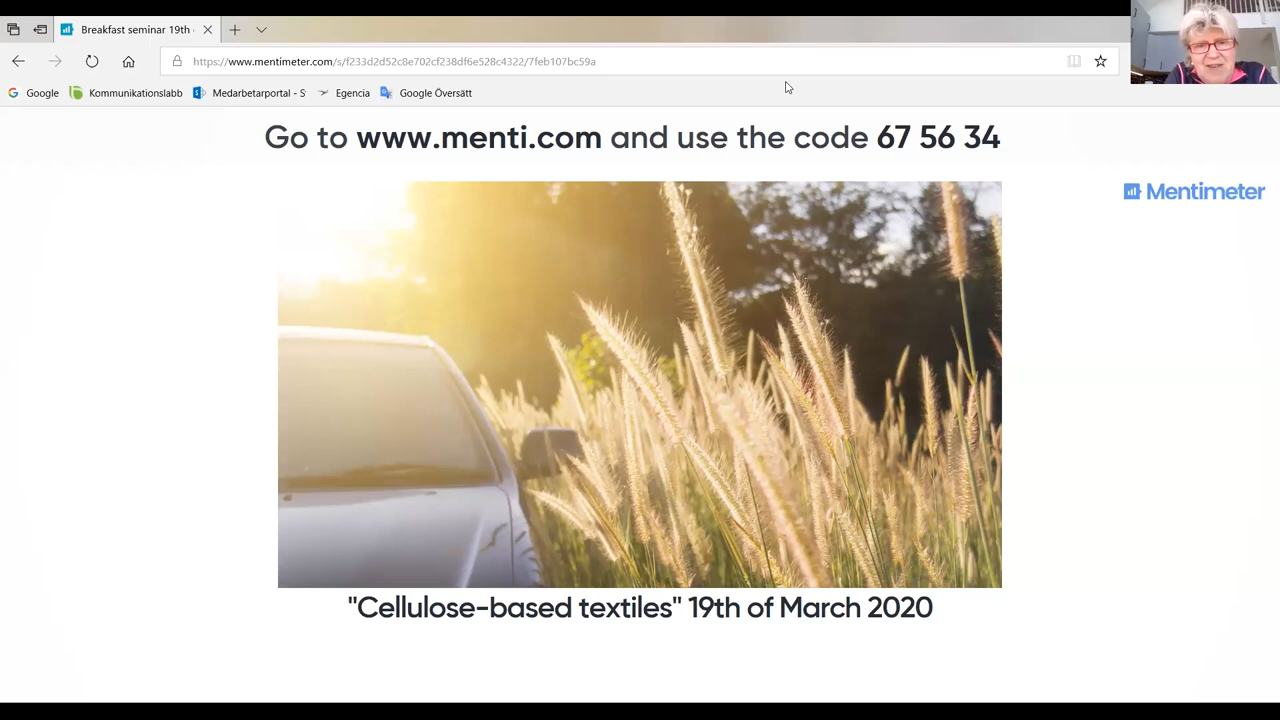 Breakfast seminar 19th
https://www.mentimeter.com/s/f233d2d52c8e702cf238df6e528c4322/7feb107bc59a
Google Kommunikationslabb Medarbetarportal - S Egencia Google Översätt
Go to www.menti.com and use the code 67 56 34
Mentimeter
"Cellulose-based textiles" 19th of March 2020